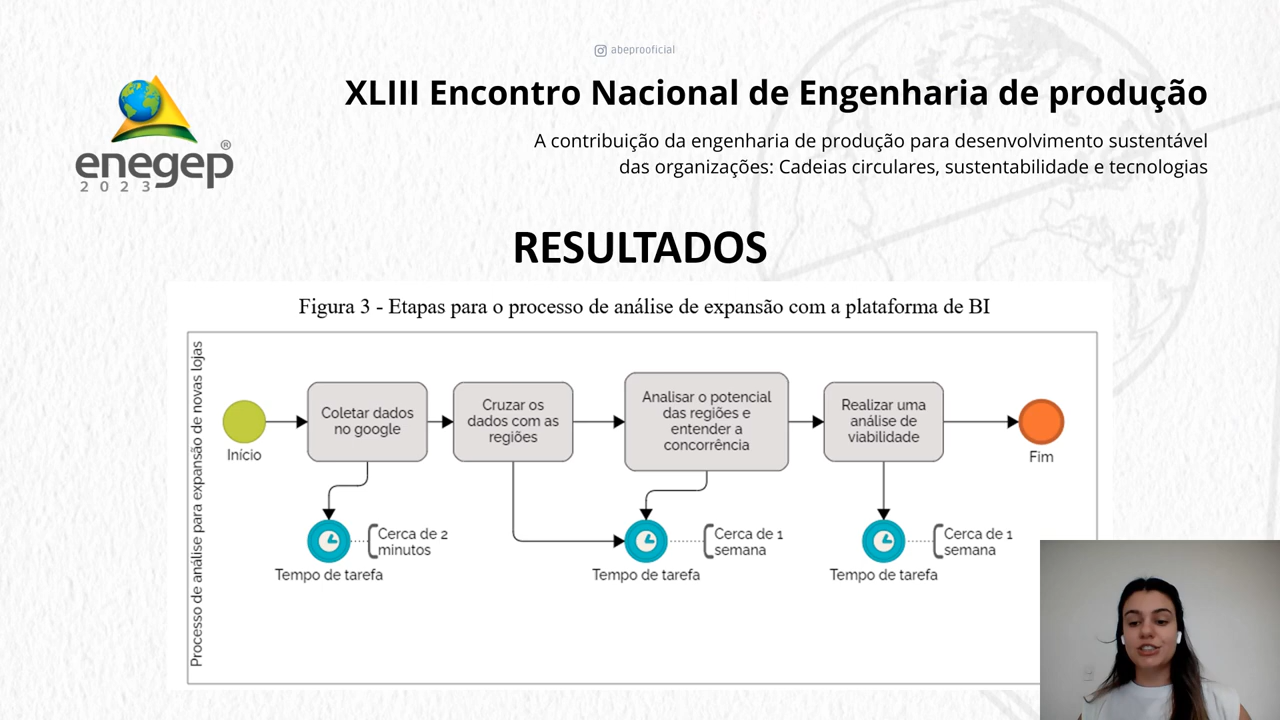 abeprooficial
XLIII Encontro Nacional de Engenharia de produção
A contribuição da engenharia de produção para desenvolvimento sustentável
das organizações: Cadeias circulares, sustentabilidade e tecnologias
enegep®
2023
RESULTADOS
Figura 3 - Etapas para o processo de análise de expansão com a plataforma de BI
Processo de análise para expansão de novas lojas
Início
Coletar dados
no google
Cruzar os
dados com as
regiões
Analisar o potencial
das regiões e
entender a
concorrência
Realizar uma
análise de
viabilidade
Fim
Cerca de 2
minutos
Tempo de tarefa
Cerca de 1
semana
Tempo de tarefa
Cerca de 1
semana
Tempo de tarefa